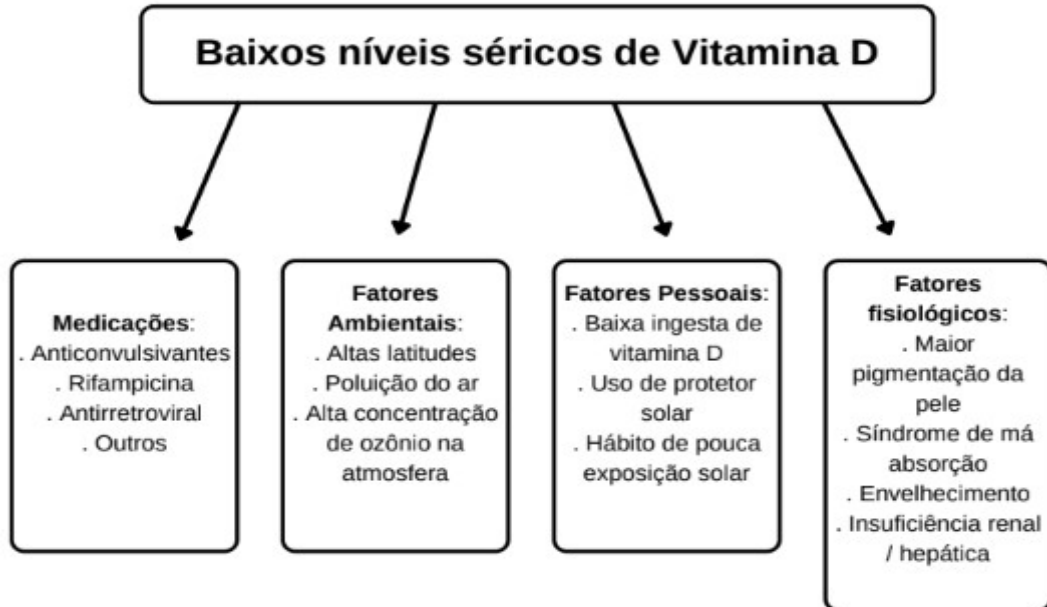 Baixos níveis séricos de Vitamina D
Medicações:
. Anticonvulsivantes
. Rifampicina
. Antirretroviral
. Outros
Fatores
Ambientais:
. Altas latitudes
. Poluição do ar
. Alta concentração
de ozônio na
atmosfera
Fatores Pessoais:
. Baixa ingesta de
vitamina D
. Uso de protetor
solar
. Hábito de pouca
exposição solar
Fatores
fisiológicos:
. Maior
pigmentação da
pele
. Síndrome de má
absorção
. Envelhecimento
. Insuficiência renal
/ hepática